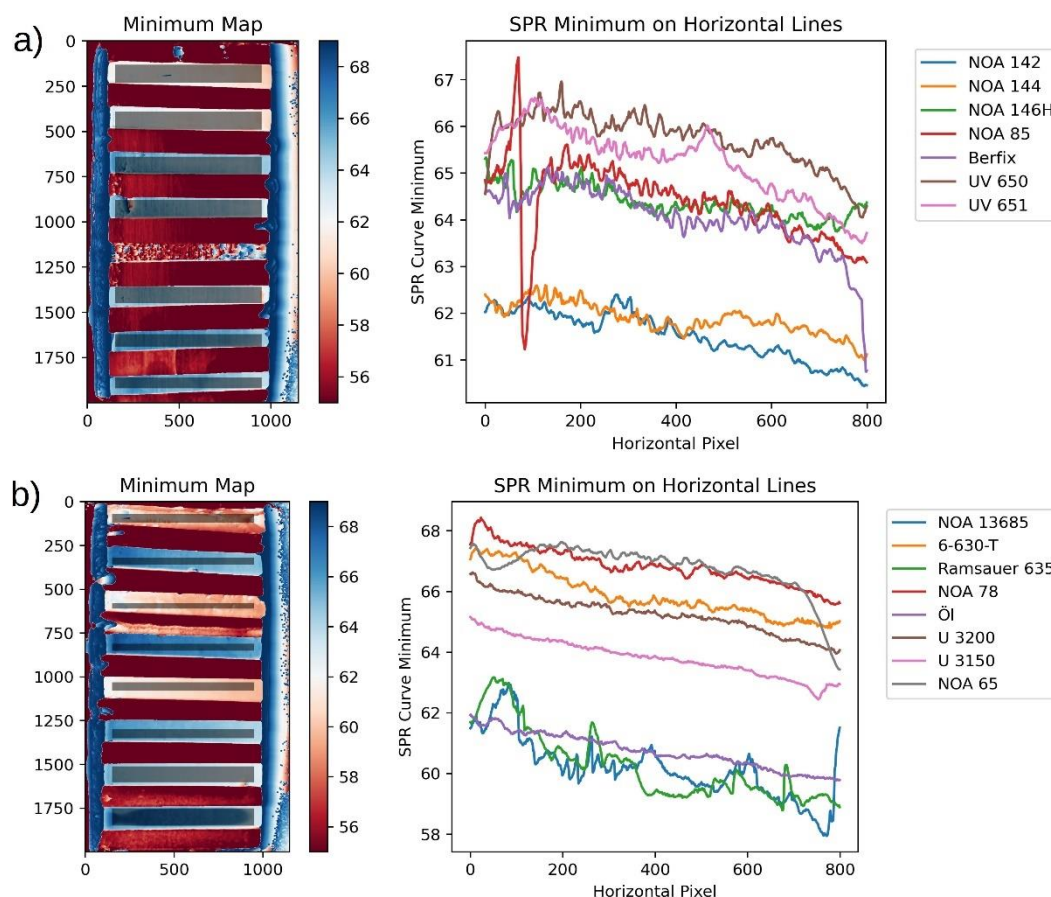 a)
Minimum Map
0
250
500
750
1000
1250
1500
1750
0
500
1000
68
66
64
62
60
58
56
SPR Minimum on Horizontal Lines
SPR Curve Minimum
67
66
65
64
63
62
61
0
200
400
600
800
Horizontal Pixel
NOA 142
NOA 144
NOA 146H
NOA 85
Berfix
UV 650
UV 651
b)
Minimum Map
0
250
500
750
1000
1250
1500
1750
0
500
1000
68
66
64
62
60
58
56
SPR Minimum on Horizontal Lines
SPR Curve Minimum
68
66
64
62
60
58
0
200
400
600
800
Horizontal Pixel
NOA 13685
6-630-T
Ramsauer 635
NOA 78
Öl
U 3200
U 3150
NOA 65